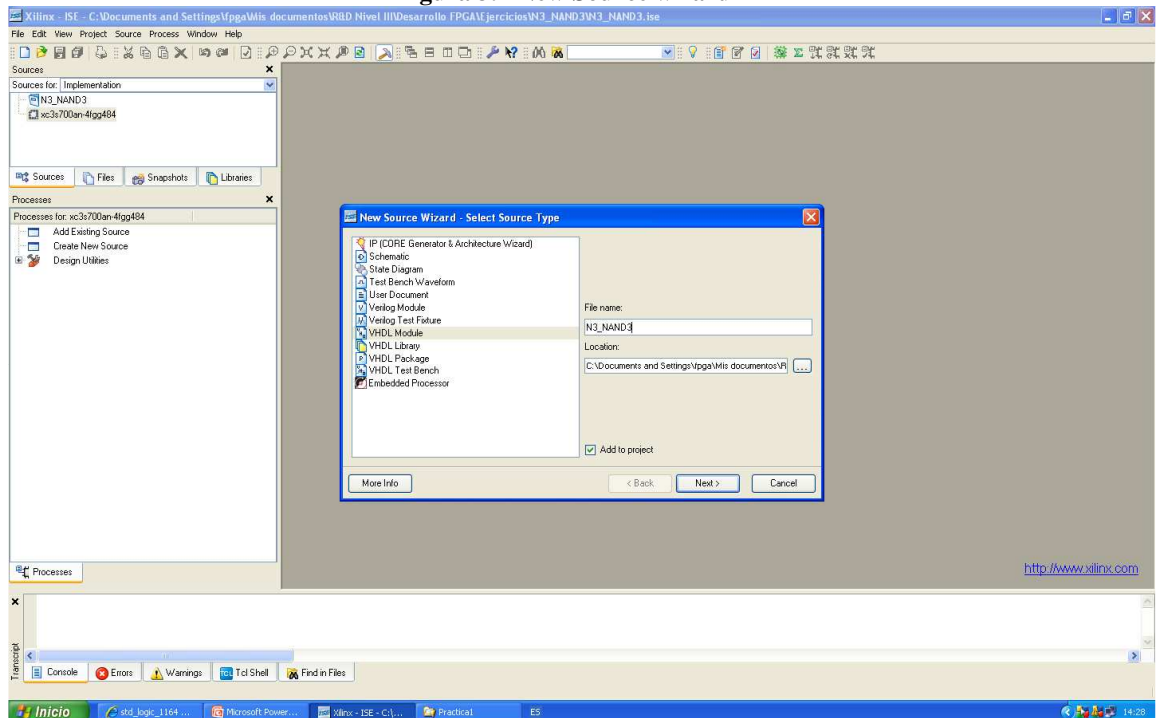 Xilinx - ISE - C:\Documents and Settings\fpga\Mis documentos\R&D Nivel III\Desarrollo FPGA\Ejercicios\N3_NAND3\N3_NAND3.ise
File Edit View Project Source Process Window Help
Sources
Sources for: Implementation
N3_NAND3
xc3s700an-4fgg484
Sources Files Snapshots Libraries
Processes
Processes for: xc3s700an-4fgg484
Add Existing Source
Create New Source
Design Utilities
New Source Wizard - Select Source Type
IP (CORE Generator & Architecture Wizard)
Schematic
State Diagram
Test Bench Waveform
User Document
Verilog Module
Verilog Test Fixture
VHDL Module
VHDL Library
VHDL Package
VHDL Test Bench
Embedded Processor
File name:
N3_NAND3
Location:
C:\Documents and Settings\fpga\Mis documentos\R
...
Add to project
More Info
< Back Next > Cancel
Processes
http://www.xilinx.com
Transcript
Console Errors Warnings Tcl Shell Find in Files
Inicio std_logic_1164 ... Microsoft Power... Xilinx - ISE - C:\... Practica1 ES 14:28